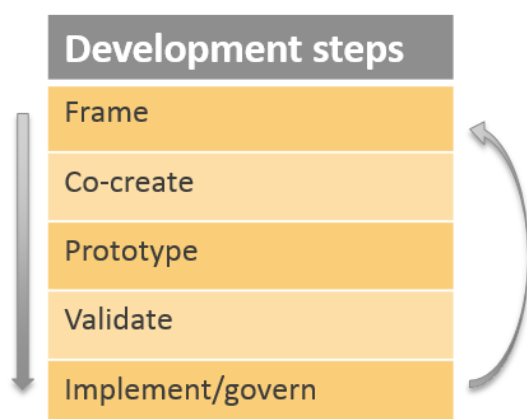 Development steps
Frame
Co-create
Prototype
Validate
Implement/govern